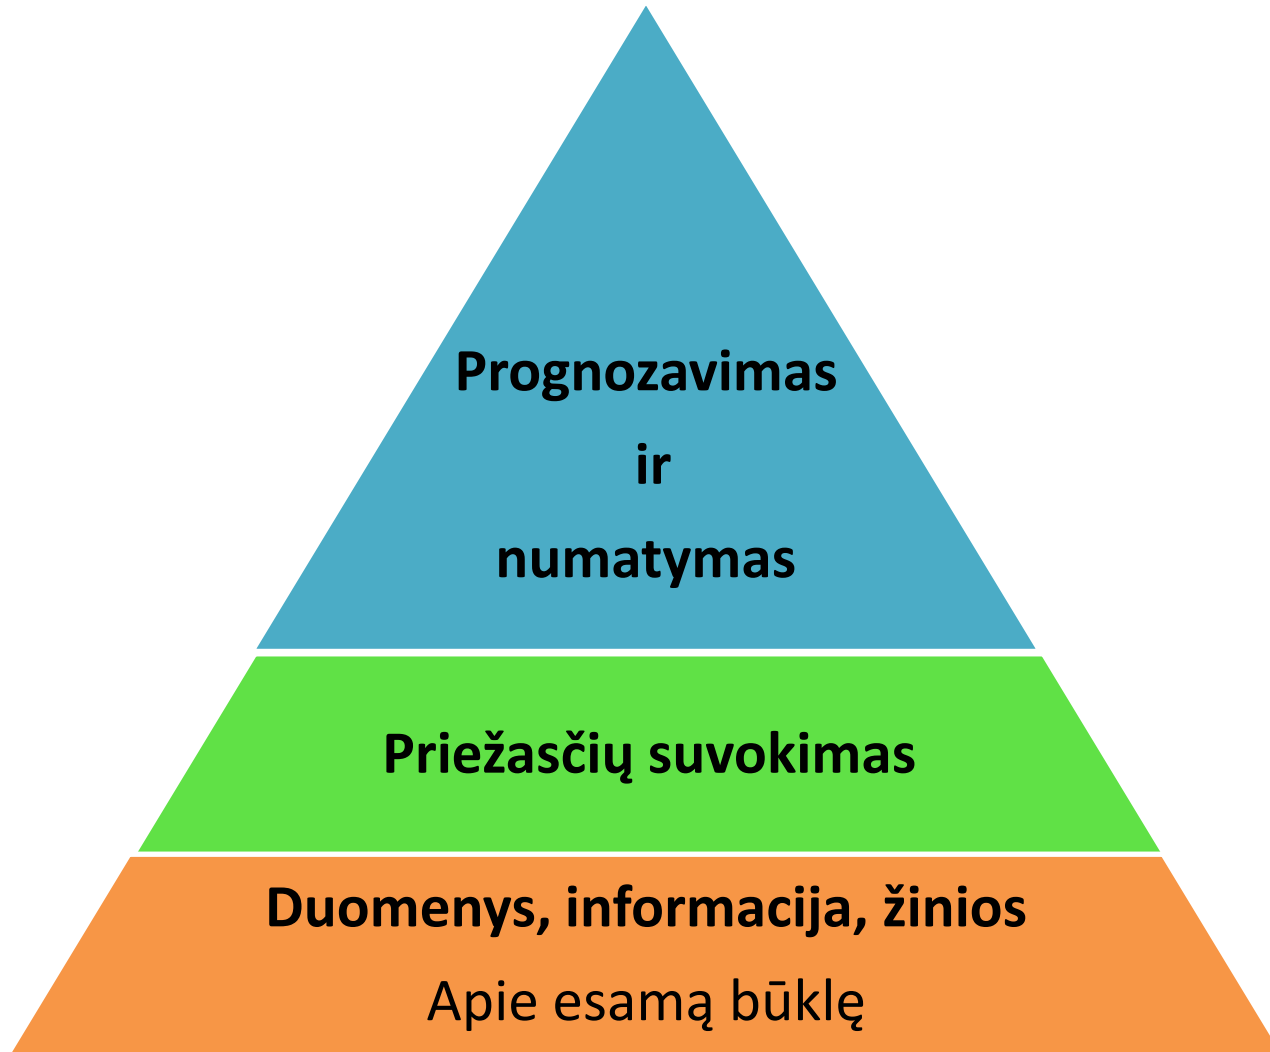 Prognozavimas
ir
numatymas
Priežasčių suvokimas
Duomenys, informacija, žinios
Apie esamą būklę